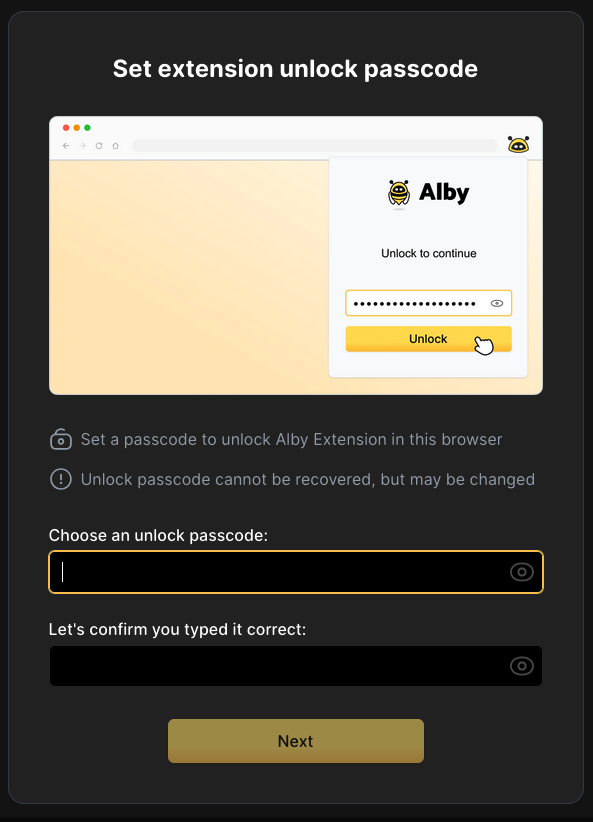 Set extension unlock passcode
Alby
Unlock to continue
Unlock
Set a passcode to unlock Alby Extension in this browser
Unlock passcode cannot be recovered, but may be changed
Choose an unlock passcode:
Let's confirm you typed it correct:
Next